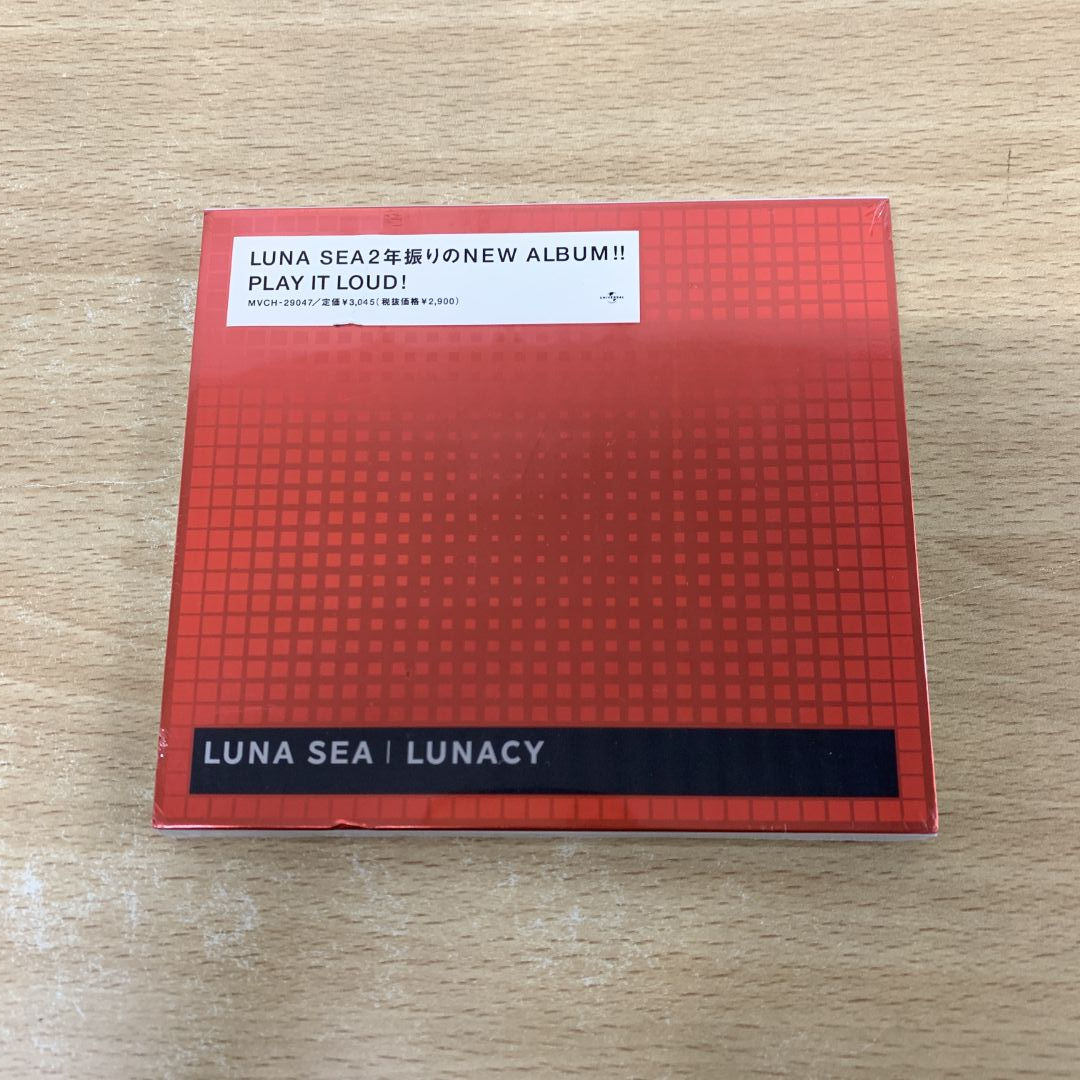 LUNA SEA2年振りのNEW ALBUM!!
PLAY IT LOUD!
MVCH-29047/定価¥3,045(税抜価格¥2,900)
UNIVERSAL
LUNA SEA | LUNACY